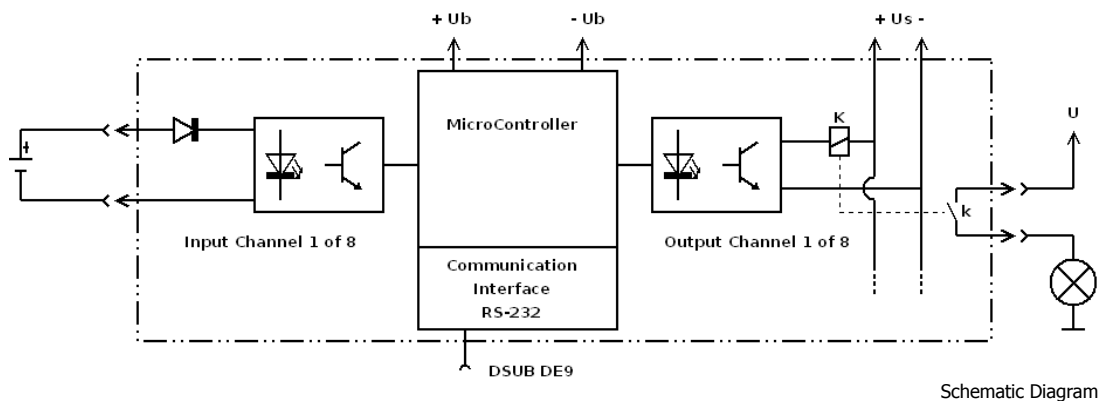 + Ub
- Ub
+ Us -
MicroController
K
U
k
Input Channel 1 of 8
Output Channel 1 of 8
Communication
Interface
RS-232
DSUB DE9
Schematic Diagram